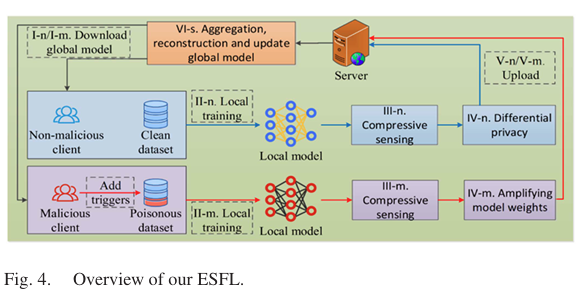 I-n/I-m. Download
global model
VI-s. Aggregation,
reconstruction and update
global model
Server
V-n/V-m.
Upload
Non-malicious
client
Clean
dataset
II-n. Local
training
Local model
III-n.
Compressive
sensing
IV-n. Differential
privacy
Malicious
client
Add
triggers
Poisonous
dataset
II-m. Local
training
Local model
III-m.
Compressive
sensing
IV-m. Amplifying
model weights
Fig. 4. Overview of our ESFL.